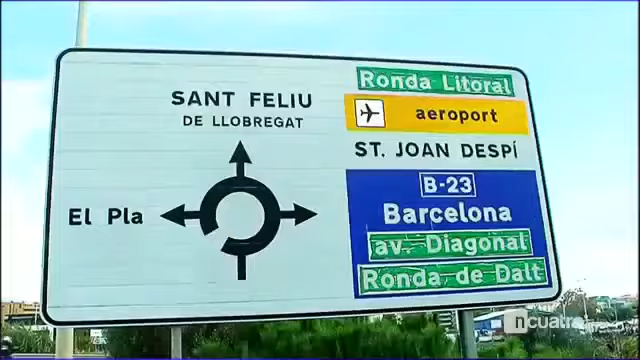 SANT FELIU
DE LLOBREGAT
El Pla
Ronda Litoral
aeroport
ST. JOAN DESPÍ
B-23
Barcelona
av. Diagonal
Ronda de Dalt
ncuatro